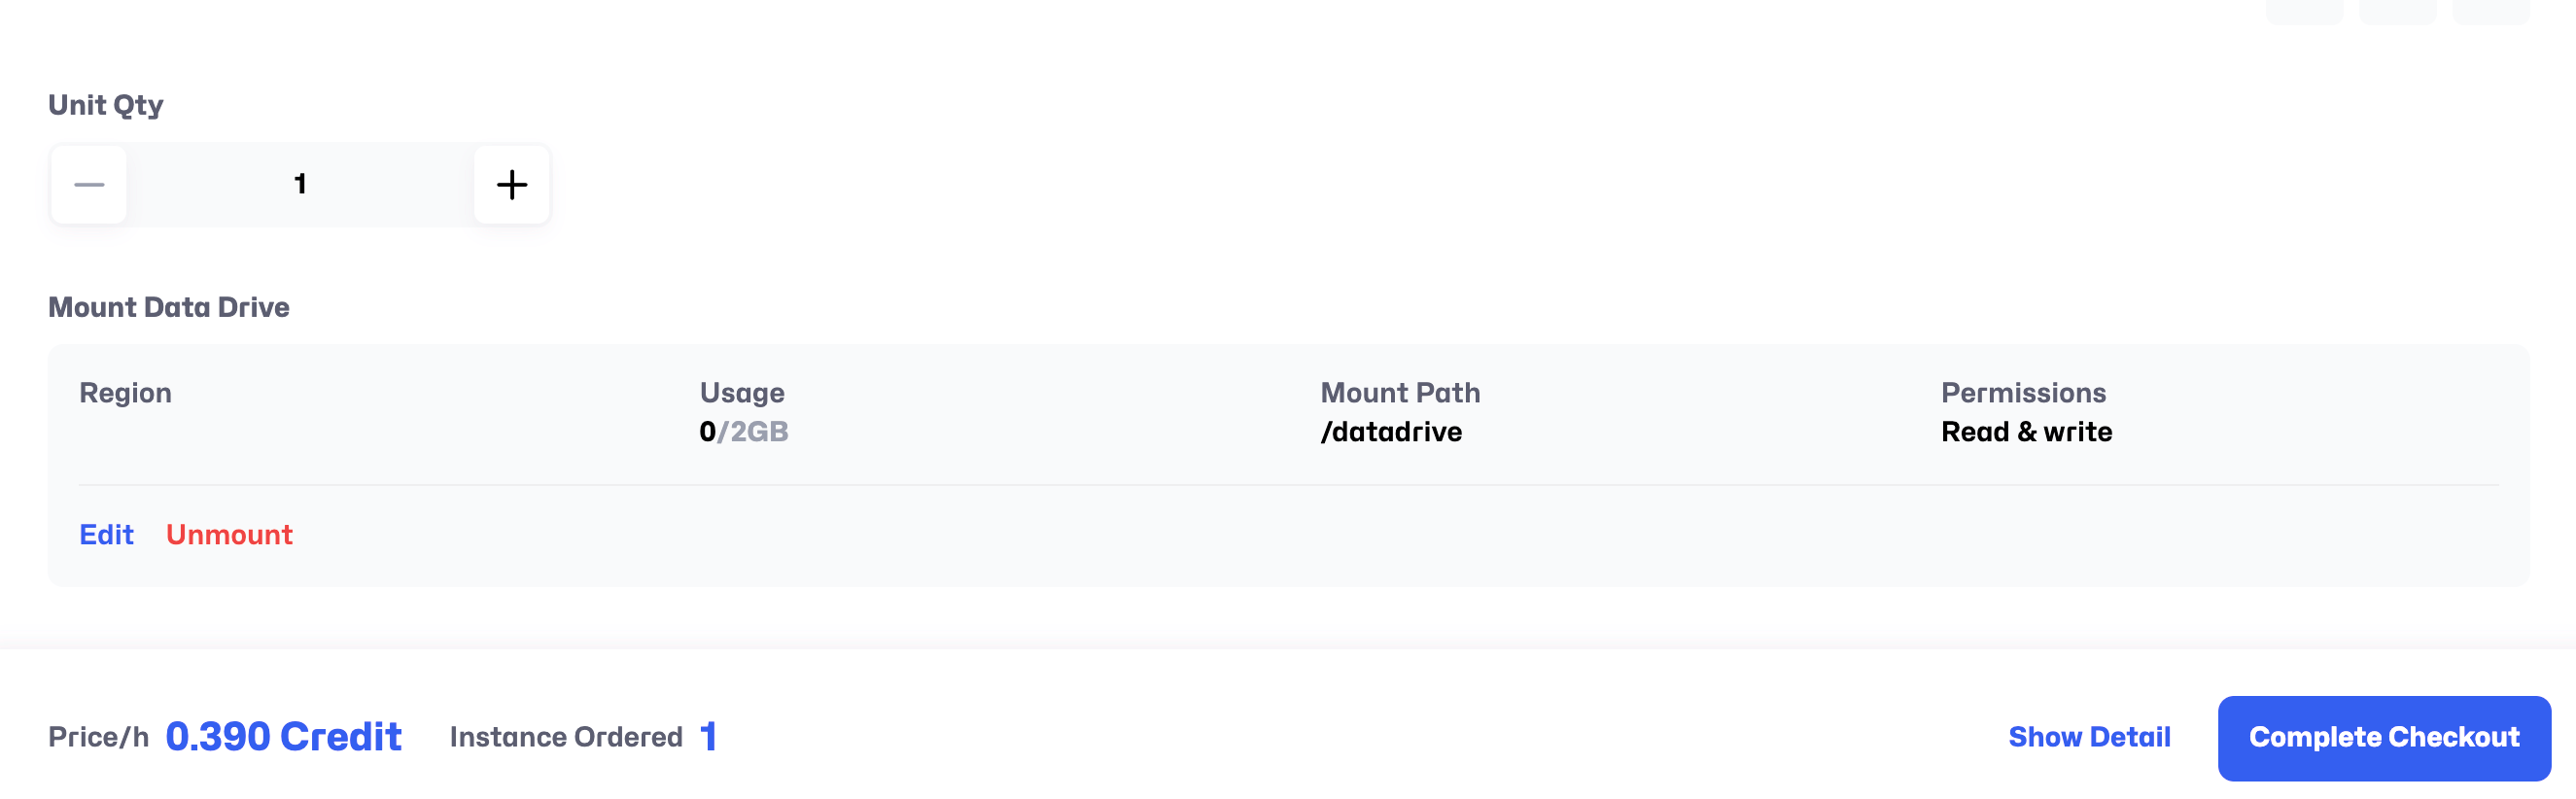 Unit Qty
1
Mount Data Drive
Region
Usage
Mount Path
Permissions
0/2GB
/datadrive
Read & write
Edit
Unmount
Price/h 0.390 Credit
Instance Ordered 1
Show Detail
Complete Checkout